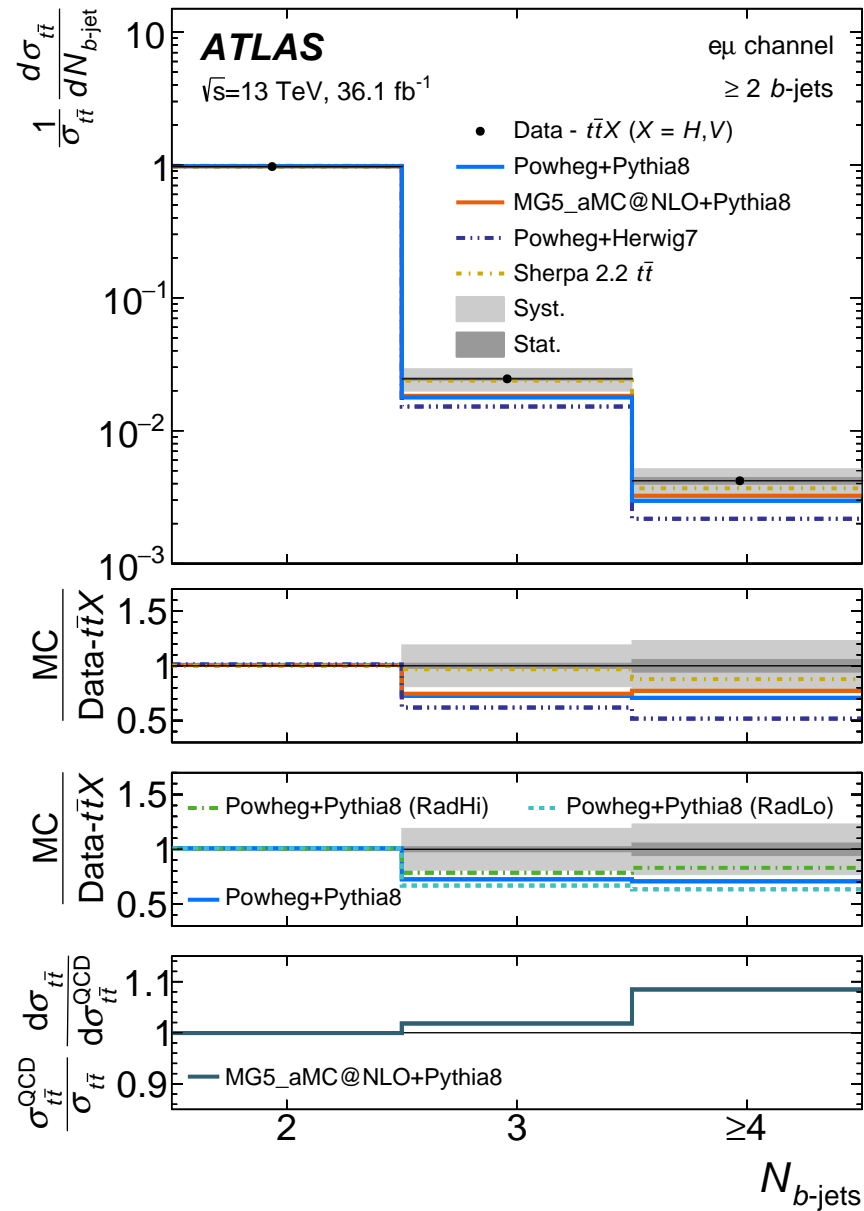 ATLAS
√s=13 TeV, 36.1 fb⁻¹
eμ channel
≥ 2 b-jets
1/σ_tt̄ dσ_tt̄/dN_b-jet
10
1
10⁻¹
10⁻²
10⁻³
Data - tt̄X (X = H,V)
Powheg+Pythia8
MG5_aMC@NLO+Pythia8
Powheg+Herwig7
Sherpa 2.2 tt̄
Syst.
Stat.
MC
Data-tt̄X
1.5
1
0.5
MC
Data-tt̄X
1.5
1
0.5
Powheg+Pythia8 (RadHi)
Powheg+Pythia8 (RadLo)
Powheg+Pythia8
σ_tt̄^QCD/σ_tt̄ dσ_tt̄/dσ_tt̄^QCD
1.1
1
0.9
MG5_aMC@NLO+Pythia8
2 3 ≥4
N_b-jets